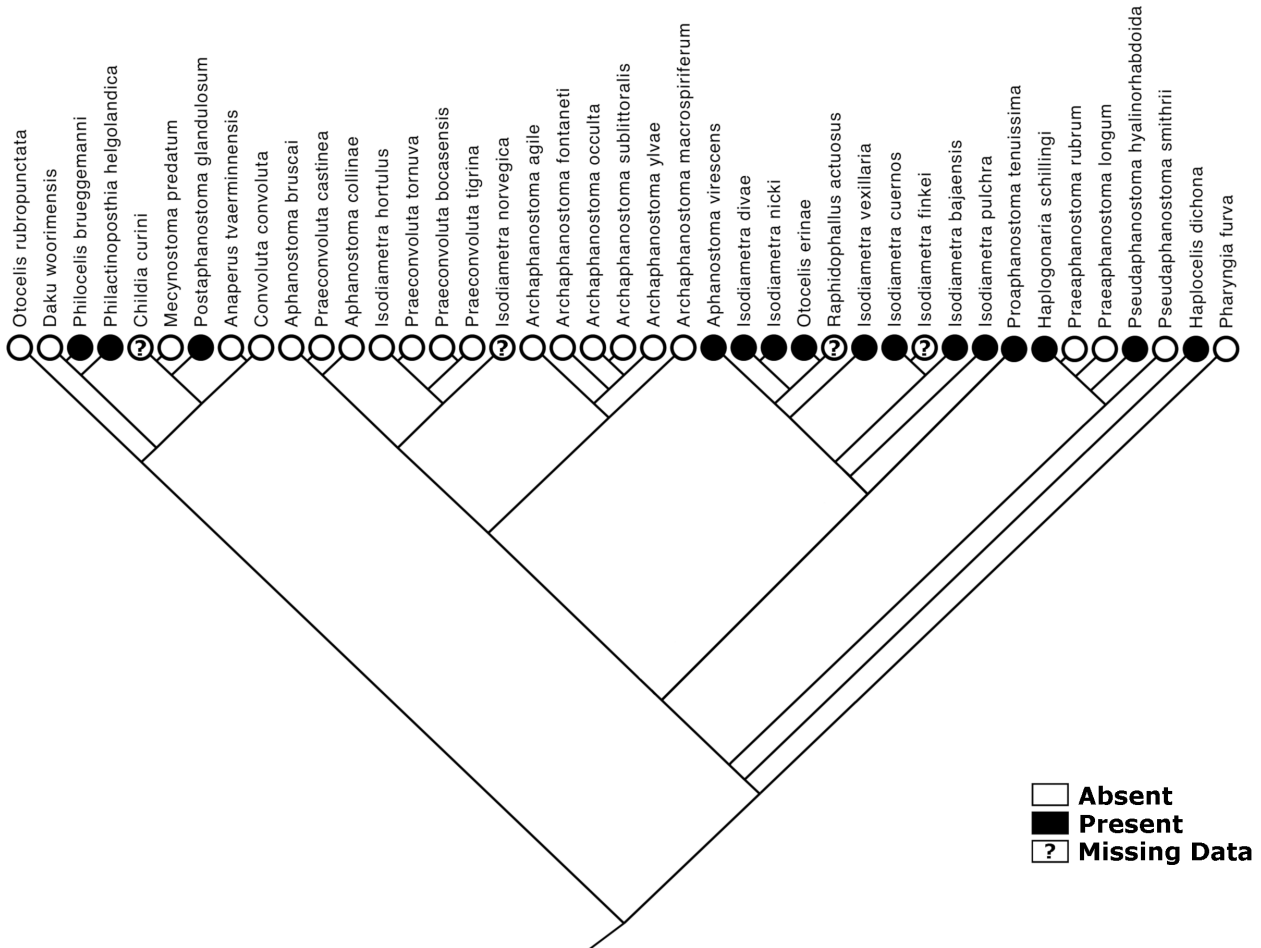 Otocelis rubropunctata
Daku woorimensis
Philocelis brueggemanni
Philactinoposthia helgolandica
Childia curini
Mecynostoma predatum
Postaphanostoma glandulosum
Anaperus tvaerminnensis
Convoluta convoluta
Aphanostoma bruscai
Praeconvoluta castinea
Aphanostoma collinae
Isodiametra hortulus
Praeconvoluta tornuva
Praeconvoluta bocasensis
Praeconvoluta tigrina
Isodiametra norvegica
Archaphanostoma agile
Archaphanostoma fontaneti
Archaphanostoma occulta
Archaphanostoma sublittoralis
Archaphanostoma ylvae
Archaphanostoma macrospiriferum
Aphanostoma virescens
Isodiametra divae
Isodiametra nicki
Otocelis erinae
Raphidophallus actuosus
Isodiametra vexillaria
Isodiametra cuernos
Isodiametra finkei
Isodiametra bajaensis
Isodiametra pulchra
Proaphanostoma tenuissima
Haplogonaria schillingi
Praeaphanostoma rubrum
Praeaphanostoma longum
Pseudaphanostoma hyalinorhabdoida
Pseudaphanostoma smithrii
Haplocelis dichona
Pharyngia furva
? ? ? ?
Absent
Present
? Missing Data